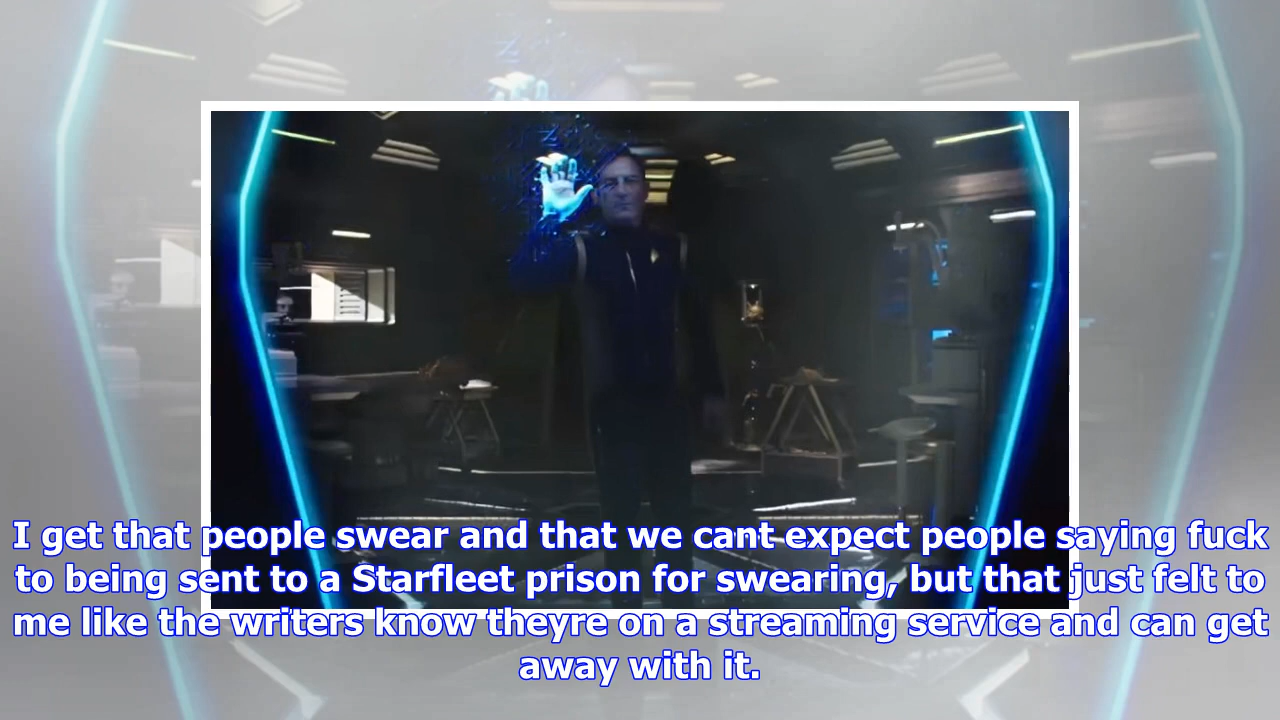 I get that people swear and that we cant expect people saying fuck
to being sent to a Starfleet prison for swearing, but that just felt to
me like the writers know theyre on a streaming service and can get
away with it.